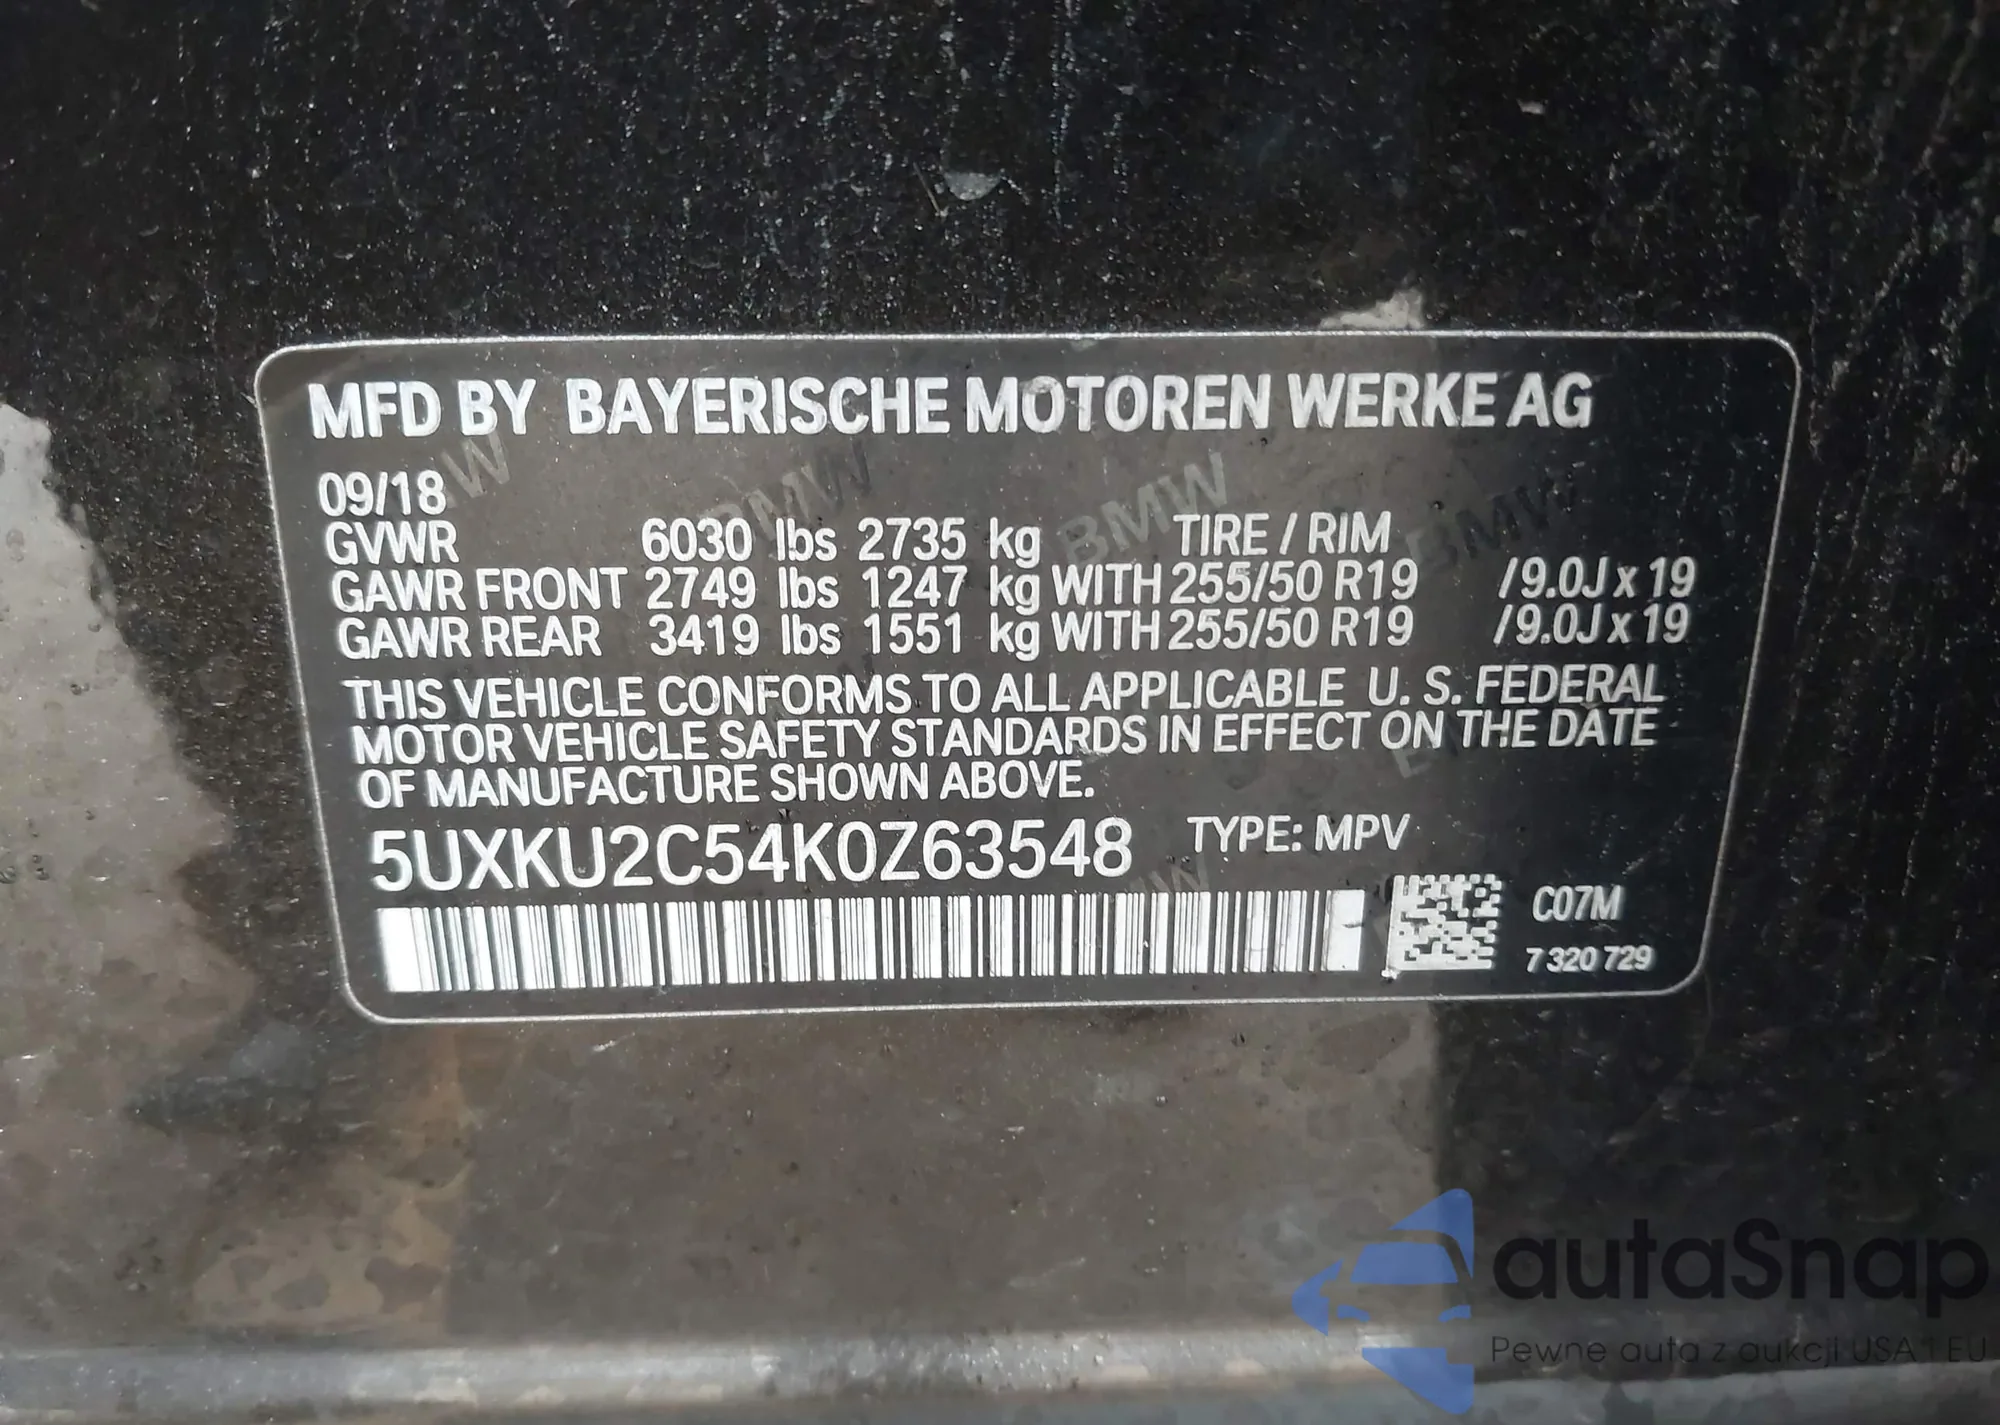 MFD BY BAYERISCHE MOTOREN WERKE AG
09/18
GVWR 6030 lbs 2735 kg TIRE / RIM
GAWR FRONT 2749 lbs 1247 kg WITH 255/50 R19 /9.0J x 19
GAWR REAR 3419 lbs 1551 kg WITH 255/50 R19 /9.0J x 19
THIS VEHICLE CONFORMS TO ALL APPLICABLE U. S. FEDERAL
MOTOR VEHICLE SAFETY STANDARDS IN EFFECT ON THE DATE
OF MANUFACTURE SHOWN ABOVE.
5UXKU2C54K0Z63548 TYPE: MPV
C07M
7 320 729
BMW BMW BMW
autaSnap
Pewne auta z aukcji USA i EU